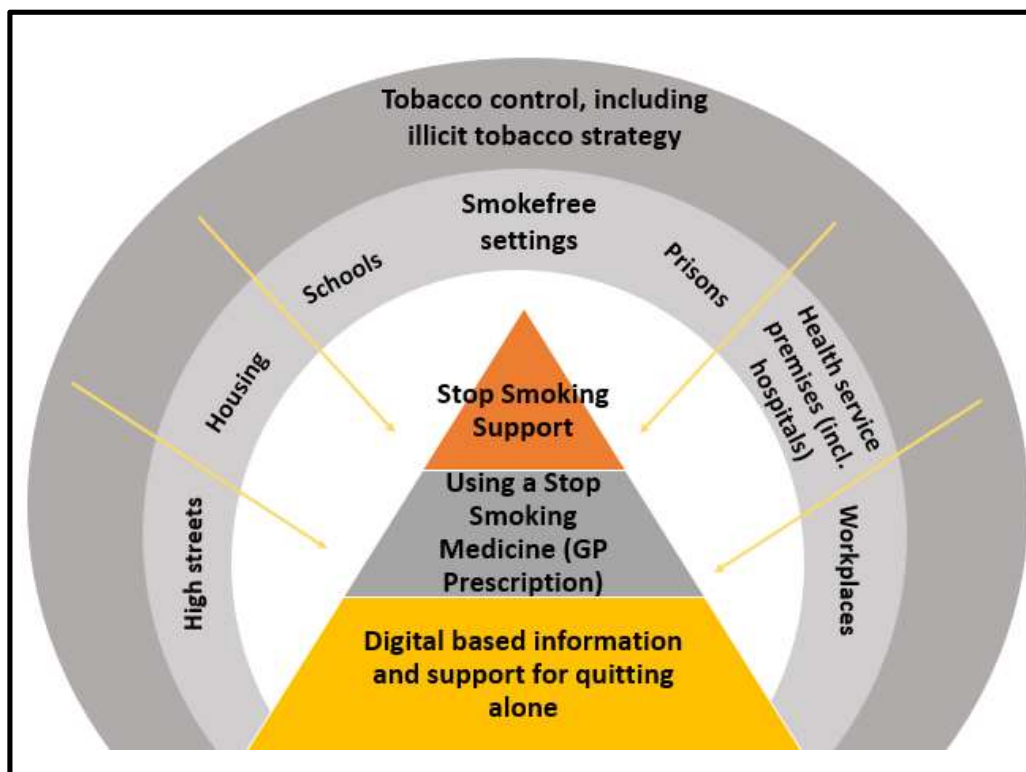 Tobacco control, including
illicit tobacco strategy
Smokefree
settings
Schools
Prisons
Housing
Health service
premises (incl.
hospitals)
High streets
Workplaces
Stop Smoking
Support
Using a Stop
Smoking
Medicine (GP
Prescription)
Digital based information
and support for quitting
alone